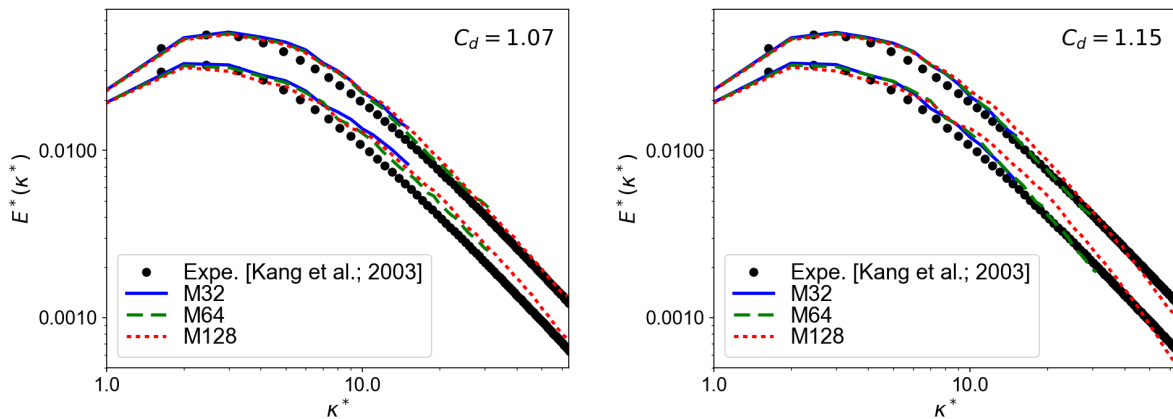 C_d = 1.07
E*(κ*)
0.0100
0.0010
Expe. [Kang et al.; 2003]
M32
M64
M128
1.0
10.0
κ*
C_d = 1.15
E*(κ*)
0.0100
0.0010
Expe. [Kang et al.; 2003]
M32
M64
M128
1.0
10.0
κ*